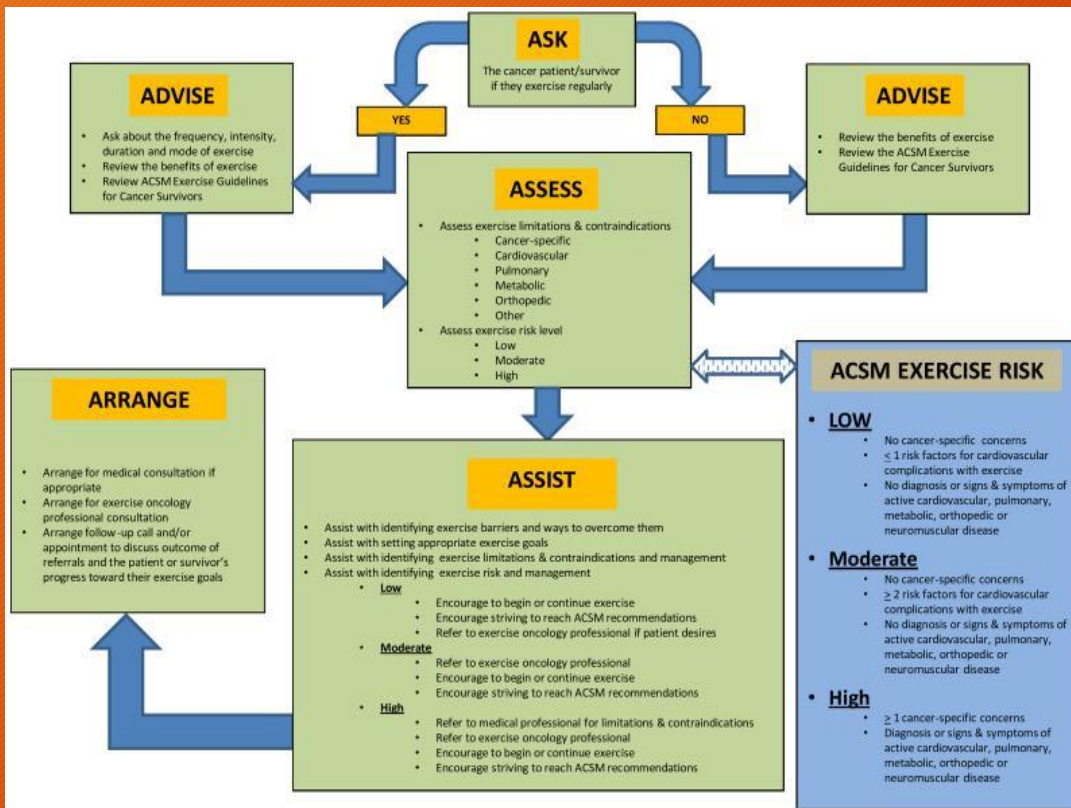 ASK
The cancer patient/survivor
if they exercise regularly
YES
NO
ADVISE
• Ask about the frequency, intensity,
duration and mode of exercise
• Review the benefits of exercise
• Review ACSM Exercise Guidelines
for Cancer Survivors
ADVISE
• Review the benefits of exercise
• Review the ACSM Exercise
Guidelines for Cancer Survivors
ASSESS
• Assess exercise limitations & contraindications
• Cancer-specific
• Cardiovascular
• Pulmonary
• Metabolic
• Orthopedic
• Other
• Assess exercise risk level
• Low
• Moderate
• High
ACSM EXERCISE RISK
• LOW
• No cancer-specific concerns
• ≤ 1 risk factors for cardiovascular
complications with exercise
• No diagnosis or signs & symptoms of
active cardiovascular, pulmonary,
metabolic, orthopedic or
neuromuscular disease
• Moderate
• No cancer-specific concerns
• ≥ 2 risk factors for cardiovascular
complications with exercise
• No diagnosis or signs & symptoms of
active cardiovascular, pulmonary,
metabolic, orthopedic or
neuromuscular disease
• High
• ≥ 1 cancer-specific concerns
• Diagnosis or signs & symptoms of
active cardiovascular, pulmonary,
metabolic, orthopedic or
neuromuscular disease
ASSIST
• Assist with identifying exercise barriers and ways to overcome them
• Assist with setting appropriate exercise goals
• Assist with identifying exercise limitations & contraindications and management
• Assist with identifying exercise risk and management
• Low
• Encourage to begin or continue exercise
• Encourage striving to reach ACSM recommendations
• Refer to exercise oncology professional if patient desires
• Moderate
• Refer to exercise oncology professional
• Encourage to begin or continue exercise
• Encourage striving to reach ACSM recommendations
• High
• Refer to medical professional for limitations & contraindications
• Refer to exercise oncology professional
• Encourage to begin or continue exercise
• Encourage striving to reach ACSM recommendations
ARRANGE
• Arrange for medical consultation if
appropriate
• Arrange for exercise oncology
professional consultation
• Arrange follow-up call and/or
appointment to discuss outcome of
referrals and the patient or survivor's
progress toward their exercise goals